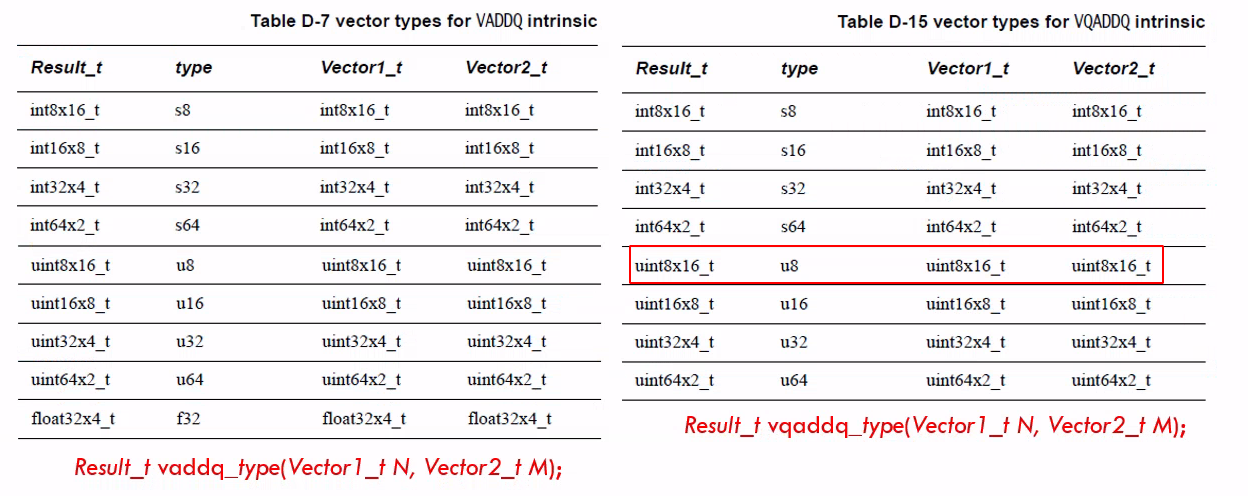 Table D-7 vector types for VADDQ intrinsic
Result_t type Vector1_t Vector2_t
int8x16_t s8 int8x16_t int8x16_t
int16x8_t s16 int16x8_t int16x8_t
int32x4_t s32 int32x4_t int32x4_t
int64x2_t s64 int64x2_t int64x2_t
uint8x16_t u8 uint8x16_t uint8x16_t
uint16x8_t u16 uint16x8_t uint16x8_t
uint32x4_t u32 uint32x4_t uint32x4_t
uint64x2_t u64 uint64x2_t uint64x2_t
float32x4_t f32 float32x4_t float32x4_t
Result_t vaddq_type(Vector1_t N, Vector2_t M);
Table D-15 vector types for VQADDQ intrinsic
Result_t type Vector1_t Vector2_t
int8x16_t s8 int8x16_t int8x16_t
int16x8_t s16 int16x8_t int16x8_t
int32x4_t s32 int32x4_t int32x4_t
int64x2_t s64 int64x2_t int64x2_t
uint8x16_t u8 uint8x16_t uint8x16_t
uint16x8_t u16 uint16x8_t uint16x8_t
uint32x4_t u32 uint32x4_t uint32x4_t
uint64x2_t u64 uint64x2_t uint64x2_t
Result_t vqaddq_type(Vector1_t N, Vector2_t M);